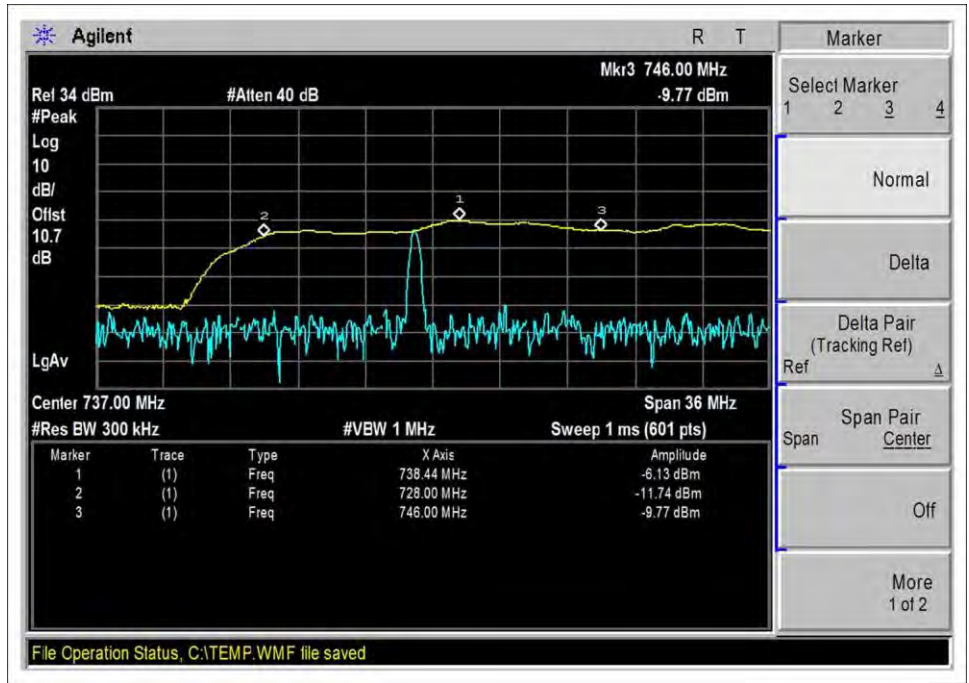 Agilent
R T
Mkr3 746.00 MHz
Ref 34 dBm #Atten 40 dB -9.77 dBm
#Peak
Log
10
dB/
Offst
10.7
dB
LgAv
1
2
3
Center 737.00 MHz Span 36 MHz
#Res BW 300 kHz #VBW 1 MHz Sweep 1 ms (601 pts)
Marker Trace Type X Axis Amplitude
1 (1) Freq 738.44 MHz -6.13 dBm
2 (1) Freq 728.00 MHz -11.74 dBm
3 (1) Freq 746.00 MHz -9.77 dBm
File Operation Status, C:\TEMP.WMF file saved
Marker
Select Marker
1 2 3 4
Normal
Delta
Delta Pair
(Tracking Ref)
Ref Δ
Span Pair
Span Center
Off
More
1 of 2